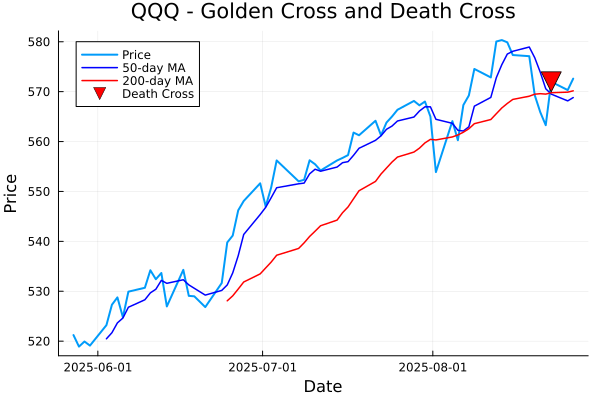 QQQ - Golden Cross and Death Cross
Price
580
570
560
550
540
530
520
Price
50-day MA
200-day MA
Death Cross
2025-06-01
2025-07-01
2025-08-01
Date